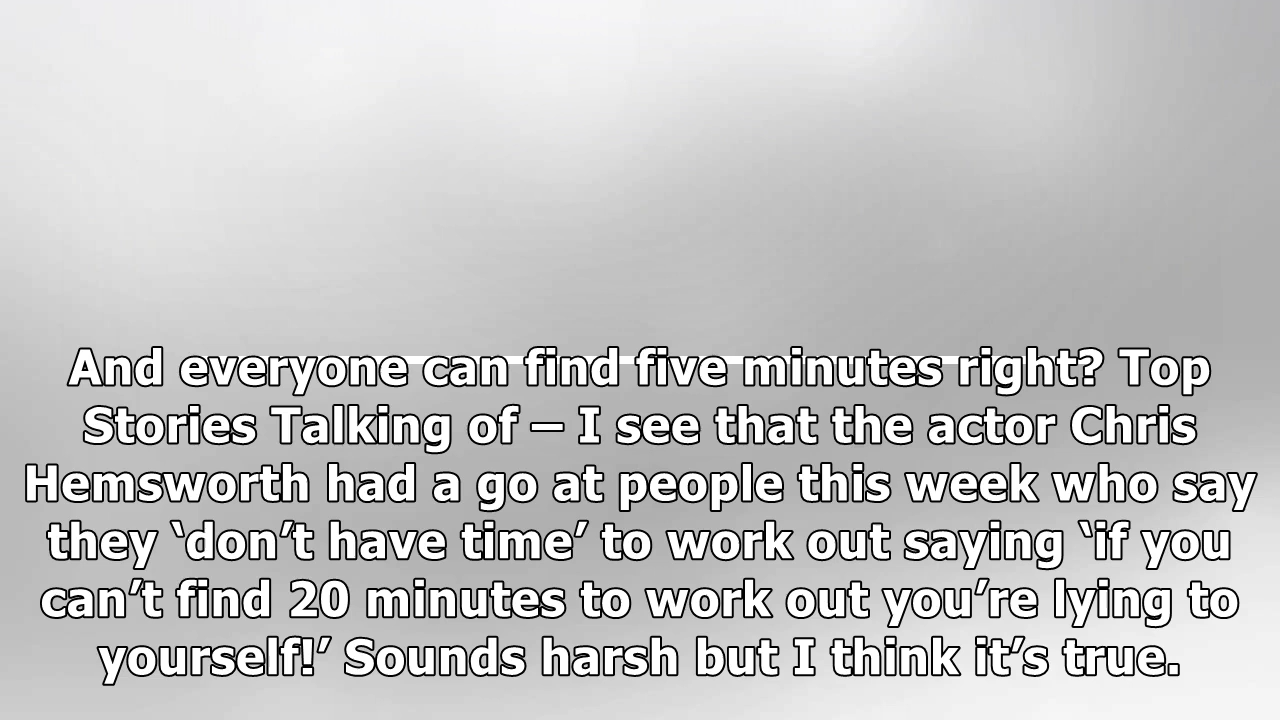 And everyone can find five minutes right? Top
Stories Talking of – I see that the actor Chris
Hemsworth had a go at people this week who say
they ‘don’t have time’ to work out saying ‘if you
can’t find 20 minutes to work out you’re lying to
yourself!’ Sounds harsh but I think it’s true.